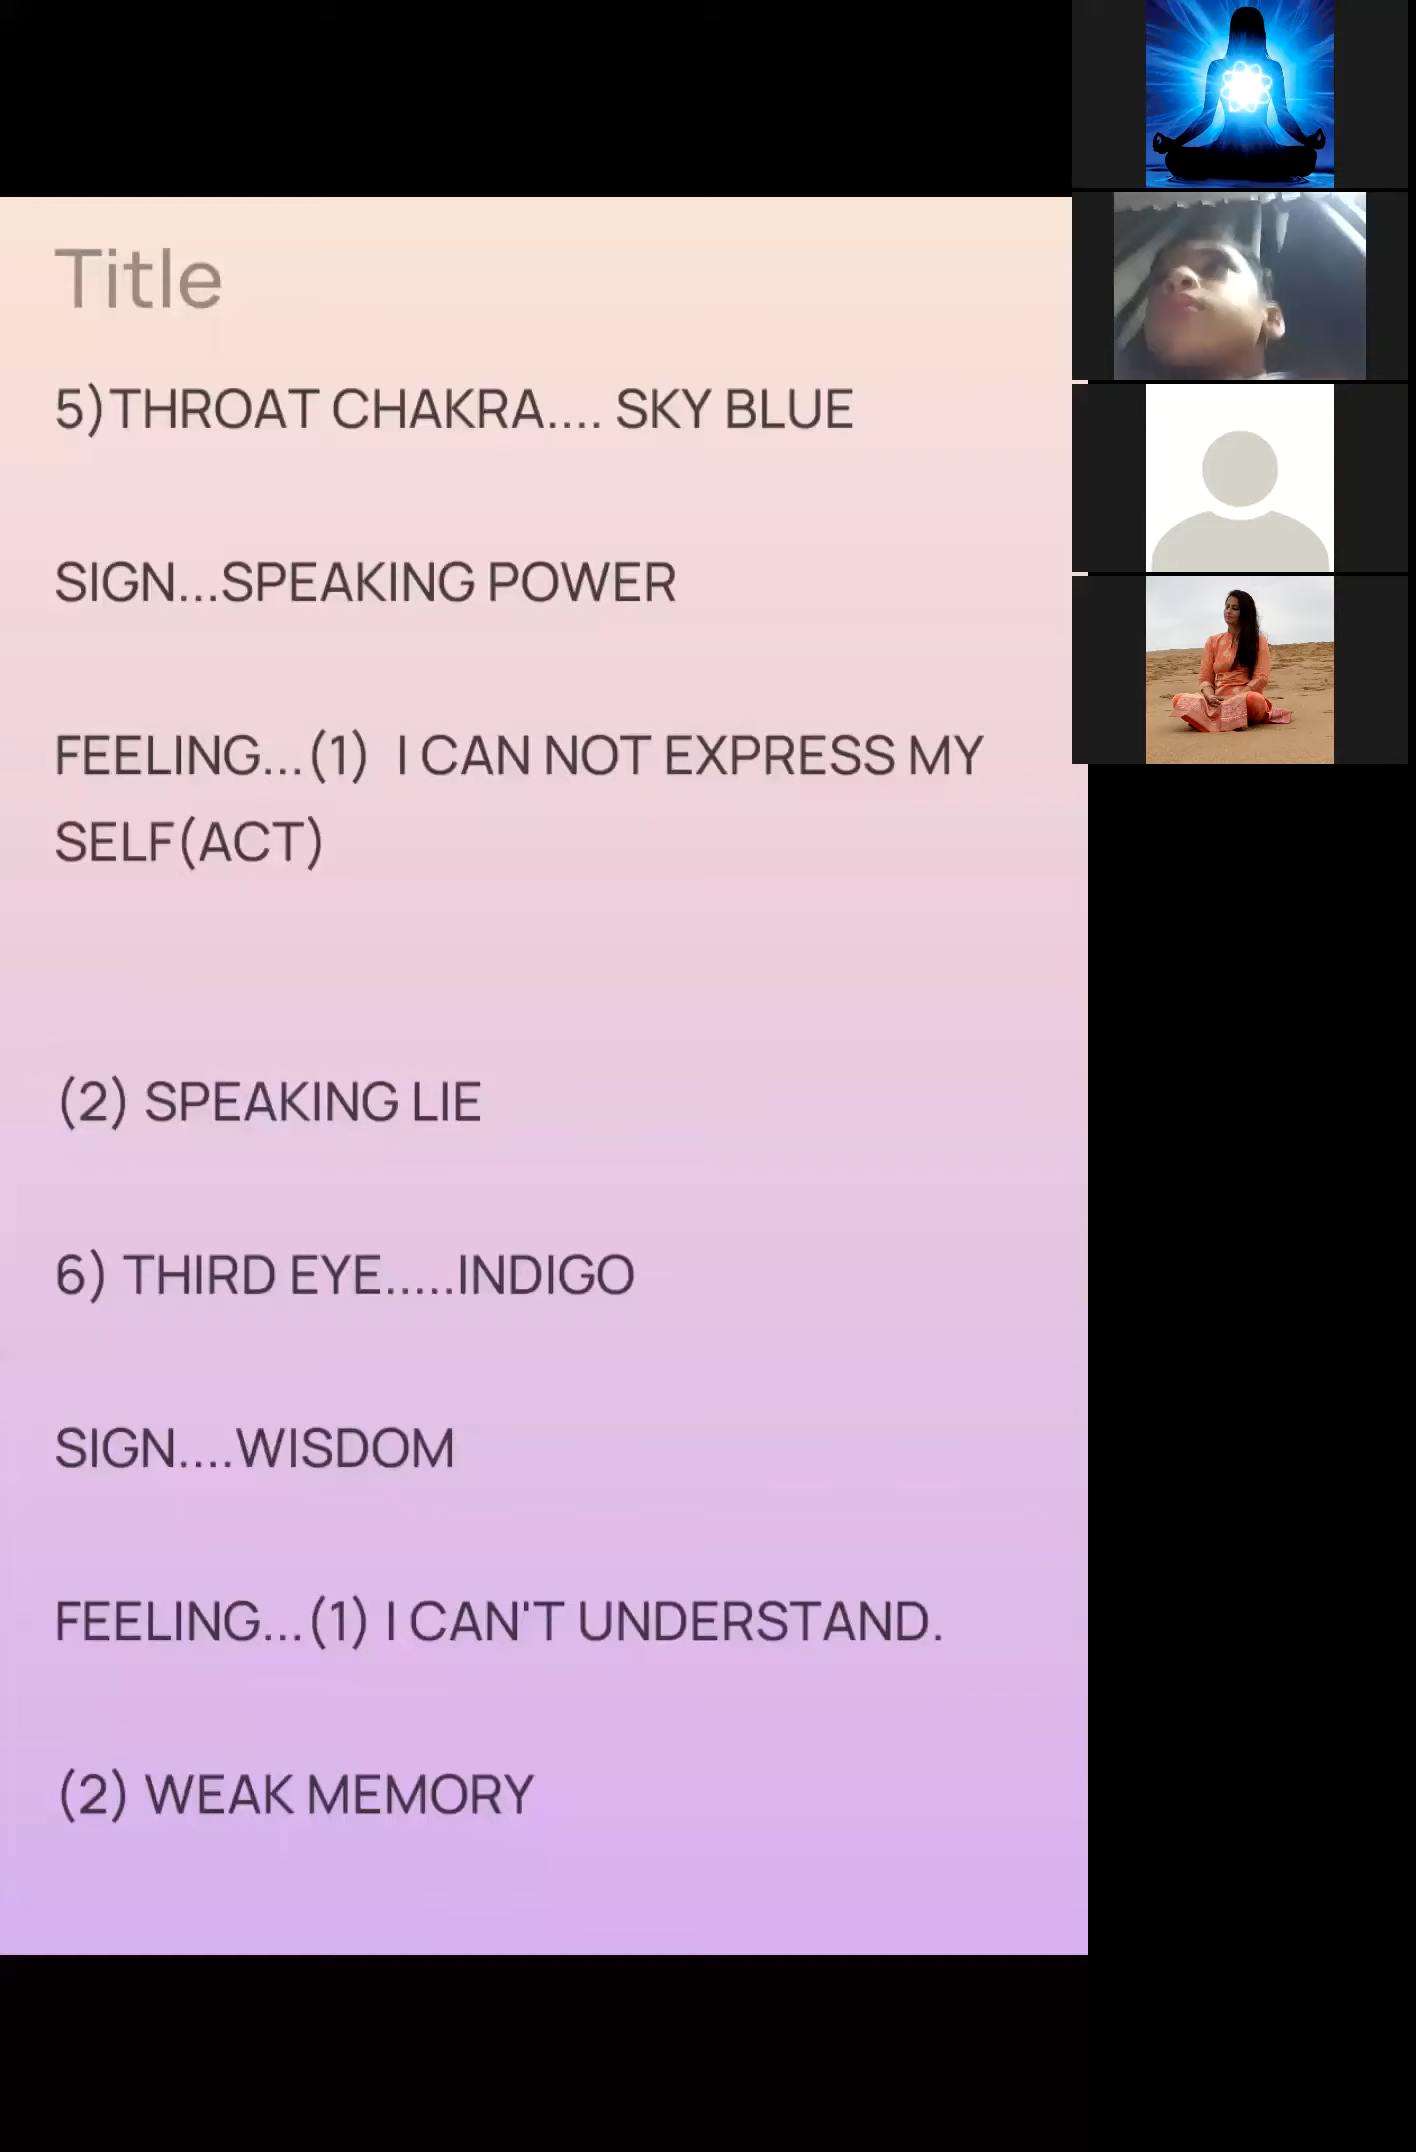 Title
5)THROAT CHAKRA.... SKY BLUE
SIGN...SPEAKING POWER
FEELING...(1)  I CAN NOT EXPRESS MY
SELF(ACT)
(2) SPEAKING LIE
6) THIRD EYE.....INDIGO
SIGN....WISDOM
FEELING...(1) I CAN'T UNDERSTAND.
(2) WEAK MEMORY